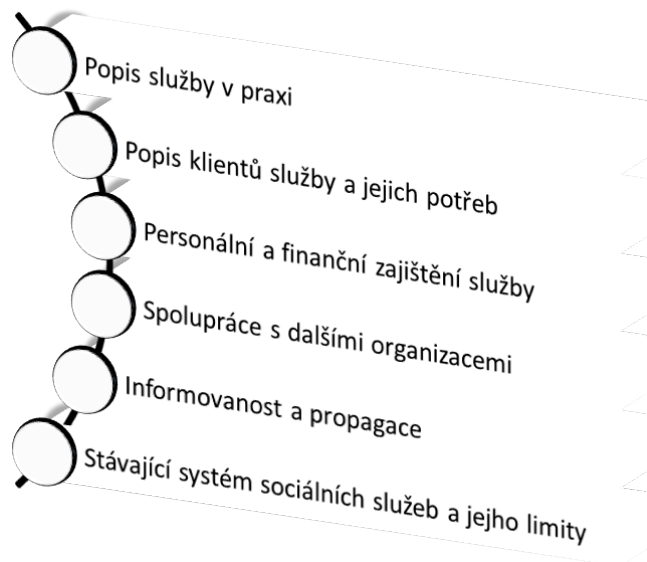 Popis služby v praxi
Popis klientů služby a jejich potřeb
Personální a finanční zajištění služby
Spolupráce s dalšími organizacemi
Informovanost a propagace
Stávající systém sociálních služeb a jejho limity